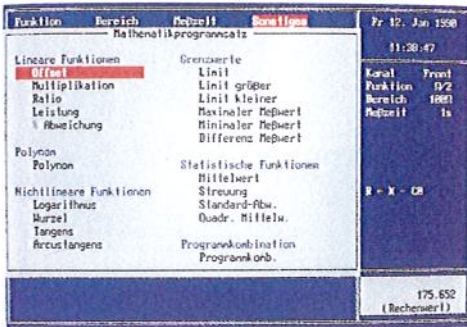 Funktion Bereich Meßzeit Sonstiges
Mathematikprogrammsatz
Lineare Funktionen
Offset
Multiplikation
Ratio
Leistung
% Abweichung
Polynom
Polynom
Nichtlineare Funktionen
Logarithmus
Wurzel
Tangens
Arcustangens
Grenzwerte
Limit
Limit größer
Limit kleiner
Maximaler Meßwert
Minimaler Meßwert
Differenz Meßwert
Statistische Funktionen
Mittelwert
Streuung
Standard-Abw.
Quadr. Mittelw.
Programmkombination
Programmkomb.
Fr 12. Jan 1990
11:38:47
Kanal Front
Funktion Ω/2
Bereich 100Ω
Meßzeit 1s
R = X - C0
175.652
(Rechenwert)